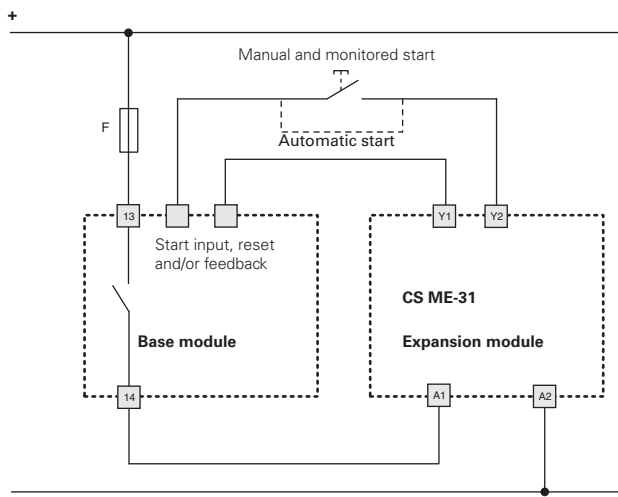 +
Manual and monitored start
F
Automatic start
13
Y1
Y2
Start input, reset
and/or feedback
CS ME-31
Base module
Expansion module
14
A1
A2